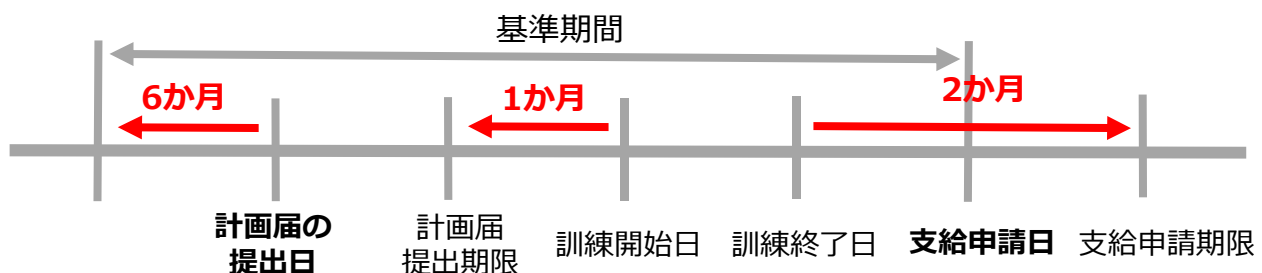 基準期間
6か月
1か月
2か月
計画届の
提出日
計画届
提出期限
訓練開始日
訓練終了日
支給申請日
支給申請期限